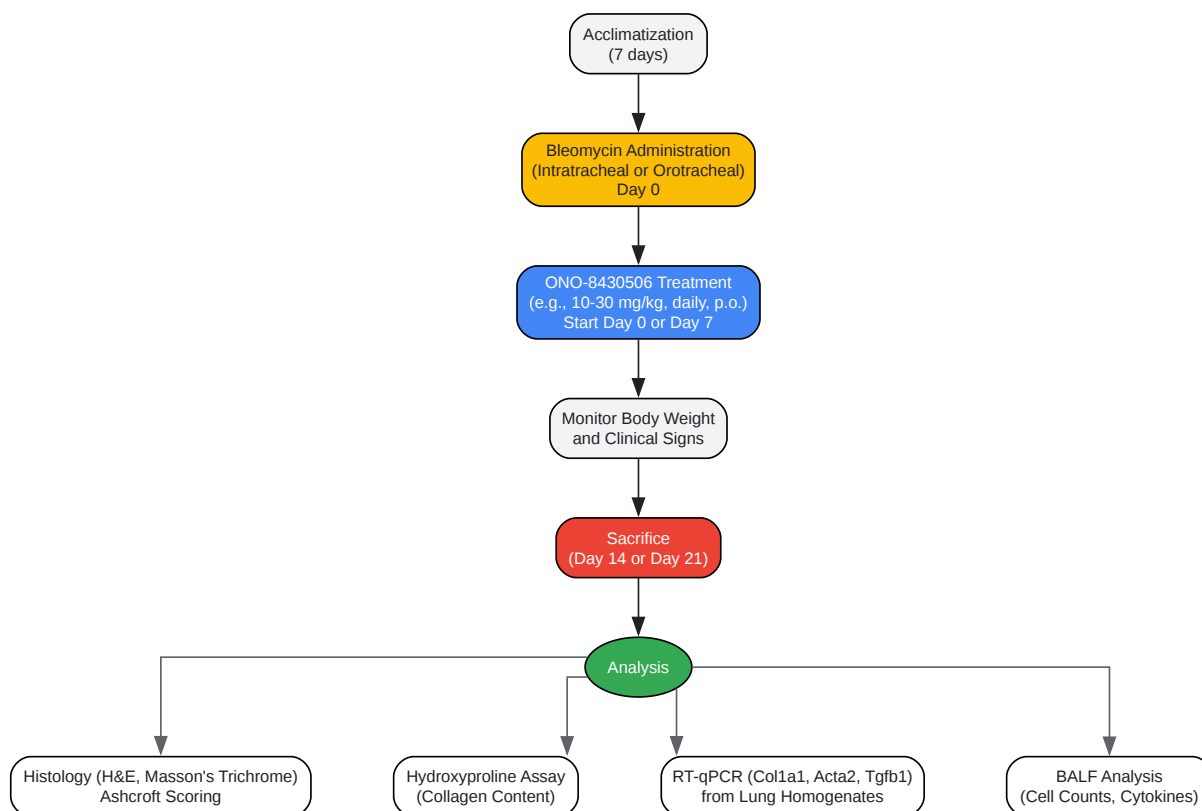 Acclimatization
(7 days)
Bleomycin Administration
(Intratracheal or Orotracheal)
Day 0
ONO-8430506 Treatment
(e.g., 10-30 mg/kg, daily, p.o.)
Start Day 0 or Day 7
Monitor Body Weight
and Clinical Signs
Sacrifice
(Day 14 or Day 21)
Analysis
Histology (H&E, Masson's Trichrome)
Ashcroft Scoring
Hydroxyproline Assay
(Collagen Content)
RT-qPCR (Col1a1, Acta2, Tgfb1)
from Lung Homogenates
BALF Analysis
(Cell Counts, Cytokines)